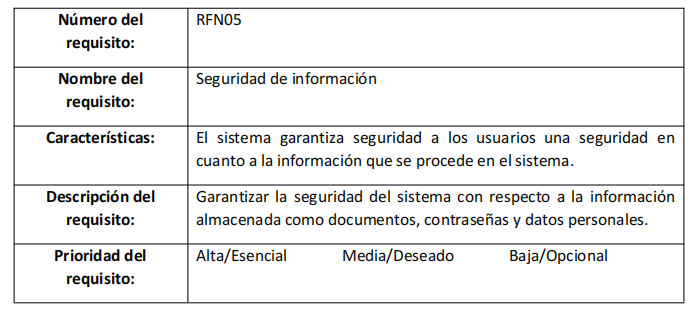 Número del RFN05
requisito:
Nombre del Seguridad de información
requisito:
Características: El sistema garantiza seguridad a los usuarios una seguridad en
cuanto a la información que se procede en el sistema.
Descripción del Garantizar la seguridad del sistema con respecto a la información
requisito: almacenada como documentos, contraseñas y datos personales.
Prioridad del Alta/Esencial Media/Deseado Baja/Opcional
requisito: